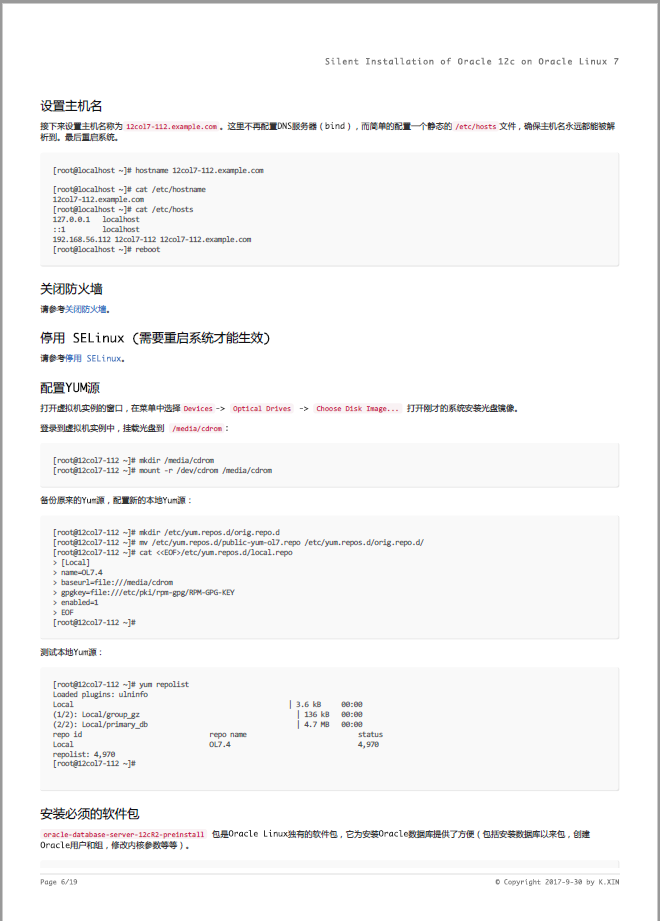 Silent Installation of Oracle 12c on Oracle Linux 7
设置主机名
接下来设置主机名称为 12col7-112.example.com 。这里不再配置DNS服务器（bind），而简单的配置一个静态的 /etc/hosts 文件，确保主机名永远都能被解
析到。最后重启系统。
[root@localhost ~]# hostname 12col7-112.example.com
[root@localhost ~]# cat /etc/hostname
12col7-112.example.com
[root@localhost ~]# cat /etc/hosts
127.0.0.1 localhost
::1 localhost
192.168.56.112 12col7-112 12col7-112.example.com
[root@localhost ~]# reboot
关闭防火墙
请参考关闭防火墙。
停用 SELinux (需要重启系统才能生效)
请参考停用 SELinux。
配置YUM源
打开虚拟机实例的窗口，在菜单中选择 Devices -> Optical Drives -> Choose Disk Image... 打开刚才的系统安装光盘镜像。
登录到虚拟机实例中，挂载光盘到 /media/cdrom ：
[root@12col7-112 ~]# mkdir /media/cdrom
[root@12col7-112 ~]# mount -r /dev/cdrom /media/cdrom
备份原来的Yum源，配置新的本地Yum源：
[root@12col7-112 ~]# mkdir /etc/yum.repos.d/orig.repo.d
[root@12col7-112 ~]# mv /etc/yum.repos.d/public-yum-ol7.repo /etc/yum.repos.d/orig.repo.d/
[root@12col7-112 ~]# cat <<EOF>/etc/yum.repos.d/local.repo
> [Local]
> name=OL7.4
> baseurl=file:///media/cdrom
> gpgkey=file:///etc/pki/rpm-gpg/RPM-GPG-KEY
> enabled=1
> EOF
[root@12col7-112 ~]#
测试本地Yum源：
[root@12col7-112 ~]# yum repolist
Loaded plugins: ulninfo
Local | 3.6 kB 00:00
(1/2): Local/group_gz | 136 kB 00:00
(2/2): Local/primary_db | 4.7 MB 00:00
repo id repo name status
Local OL7.4 4,970
repolist: 4,970
[root@12col7-112 ~]#
安装必须的软件包
oracle-database-server-12cR2-preinstall 包是Oracle Linux独有的软件包，它为安装Oracle数据库提供了方便（包括安装数据库以来包，创建
Oracle用户和组，修改内核参数等等）。
Page 6/19
© Copyright 2017-9-30 by K.XIN